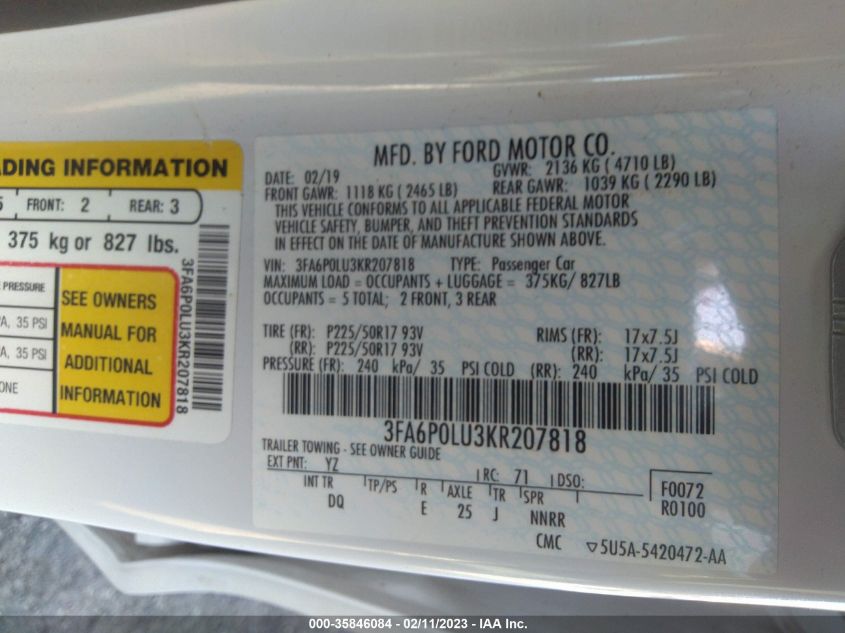 ADING INFORMATION
5 FRONT: 2 REAR: 3
375 kg or 827 lbs.
PRESSURE
A, 35 PSI
A, 35 PSI
ONE
SEE OWNERS
MANUAL FOR
ADDITIONAL
INFORMATION
3FA6P0LU3KR207818
MFD. BY FORD MOTOR CO.
DATE: 02/19 GVWR: 2136 KG ( 4710 LB)
FRONT GAWR: 1118 KG ( 2465 LB) REAR GAWR: 1039 KG ( 2290 LB)
THIS VEHICLE CONFORMS TO ALL APPLICABLE FEDERAL MOTOR
VEHICLE SAFETY, BUMPER, AND THEFT PREVENTION STANDARDS
IN EFFECT ON THE DATE OF MANUFACTURE SHOWN ABOVE.
VIN: 3FA6P0LU3KR207818 TYPE: Passenger Car
MAXIMUM LOAD = OCCUPANTS + LUGGAGE = 375KG/ 827LB
OCCUPANTS = 5 TOTAL; 2 FRONT, 3 REAR
TIRE (FR): P225/50R17 93V RIMS (FR): 17x7.5J
(RR): P225/50R17 93V (RR): 17x7.5J
PRESSURE (FR): 240 kPa/ 35 PSI COLD (RR): 240 kPa/ 35 PSI COLD
3FA6P0LU3KR207818
TRAILER TOWING - SEE OWNER GUIDE
EXT PNT: YZ RC: 71 DSO:
INT TR TP/PS R AXLE TR SPR F0072
DQ E 25 J NNRR R0100
CMC ▽5U5A-5420472-AA
000-35846084 - 02/11/2023 - IAA Inc.